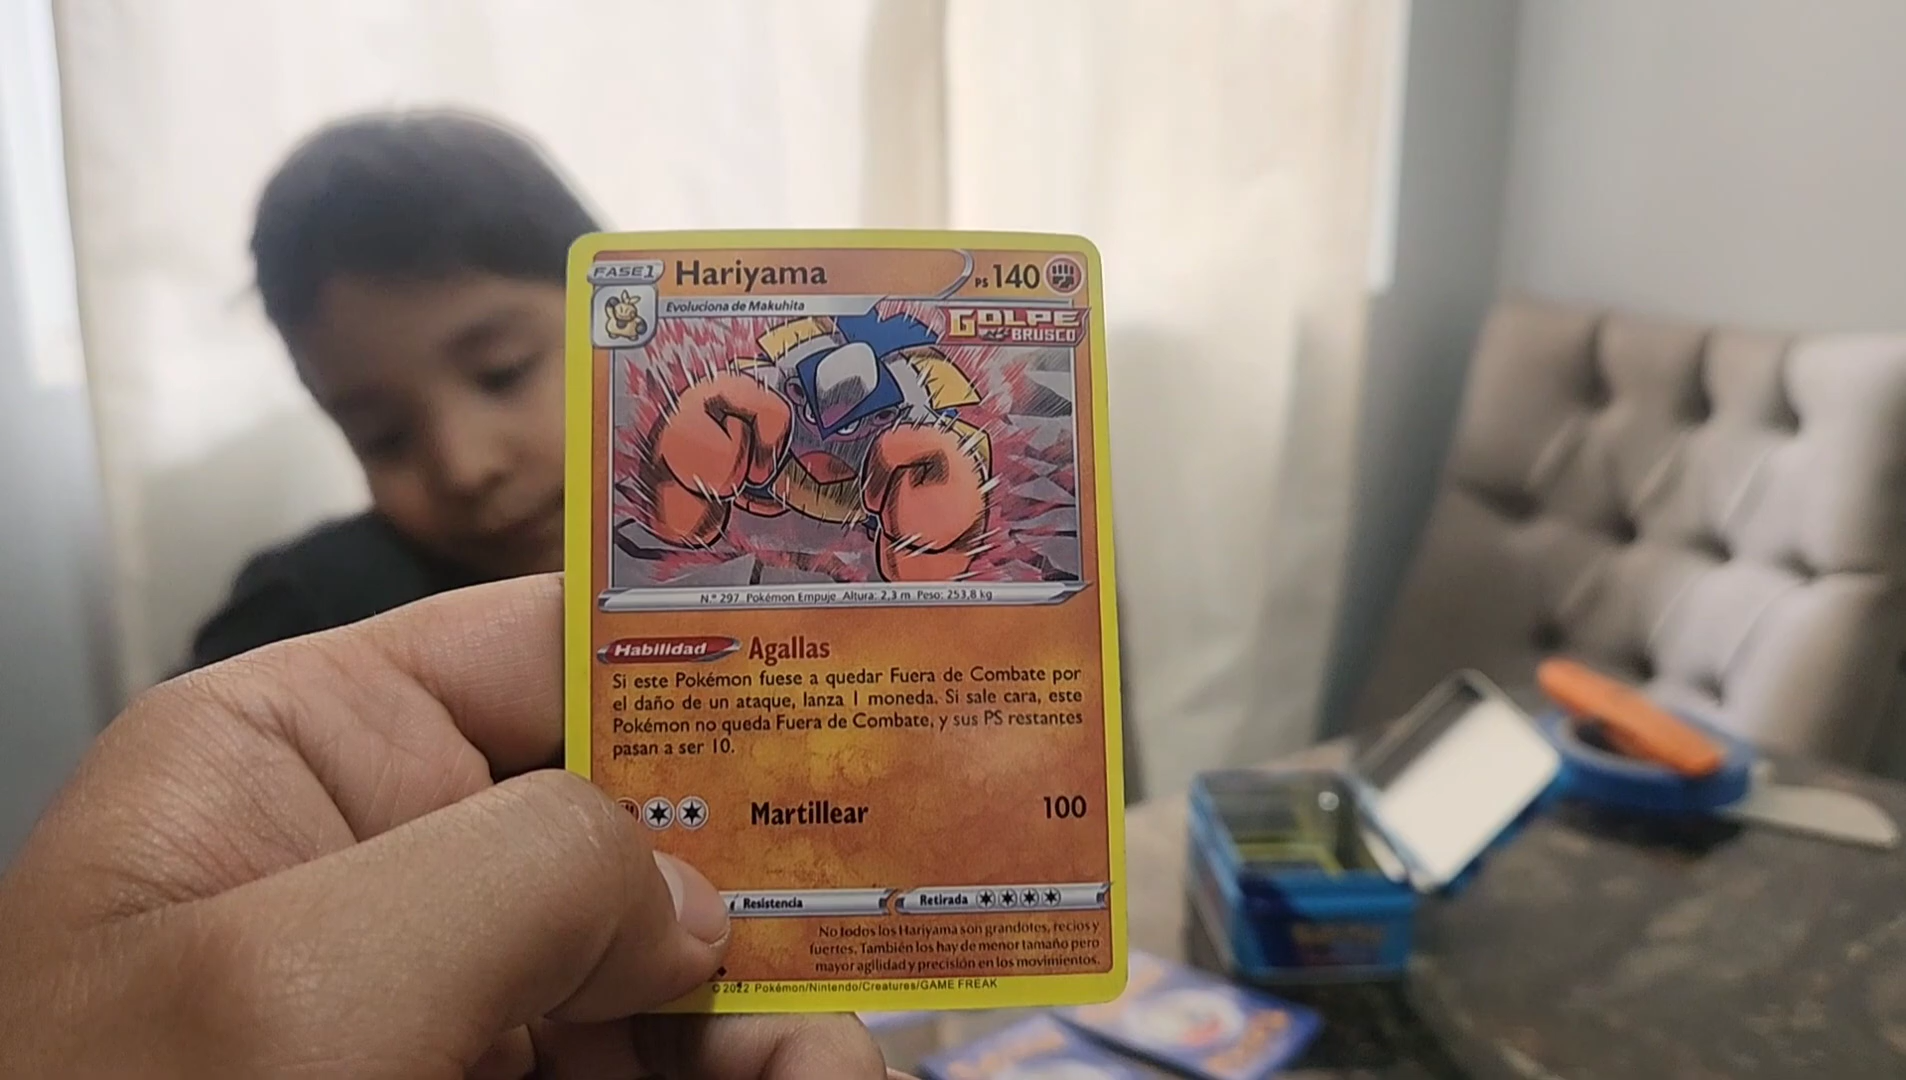 FASE 1
Hariyama
PS 140
Evoluciona de Makuhita
GOLPE
BRUSCO
N.º 297 Pokémon Empuje Altura: 2,3 m Peso: 253,8 kg
Habilidad Agallas
Si este Pokémon fuese a quedar Fuera de Combate por
el daño de un ataque, lanza 1 moneda. Si sale cara, este
Pokémon no queda Fuera de Combate, y sus PS restantes
pasan a ser 10.
Martillear 100
Resistencia
Retirada
No todos los Hariyama son grandotes, recios y
fuertes. También los hay de menor tamaño pero
mayor agilidad y precisión en los movimientos.
©2022 Pokémon/Nintendo/Creatures/GAME FREAK